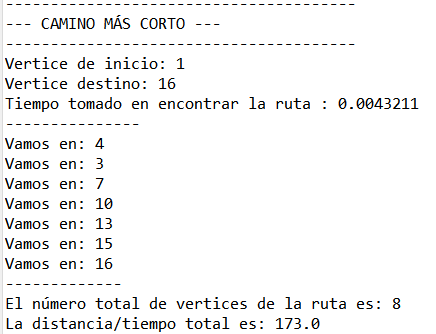 -----------------------------------
--- CAMINO MÁS CORTO ---
-----------------------------------
Vertice de inicio: 1
Vertice destino: 16
Tiempo tomado en encontrar la ruta : 0.0043211
---------------
Vamos en: 4
Vamos en: 3
Vamos en: 7
Vamos en: 10
Vamos en: 13
Vamos en: 15
Vamos en: 16
-------------
El número total de vertices de la ruta es: 8
La distancia/tiempo total es: 173.0